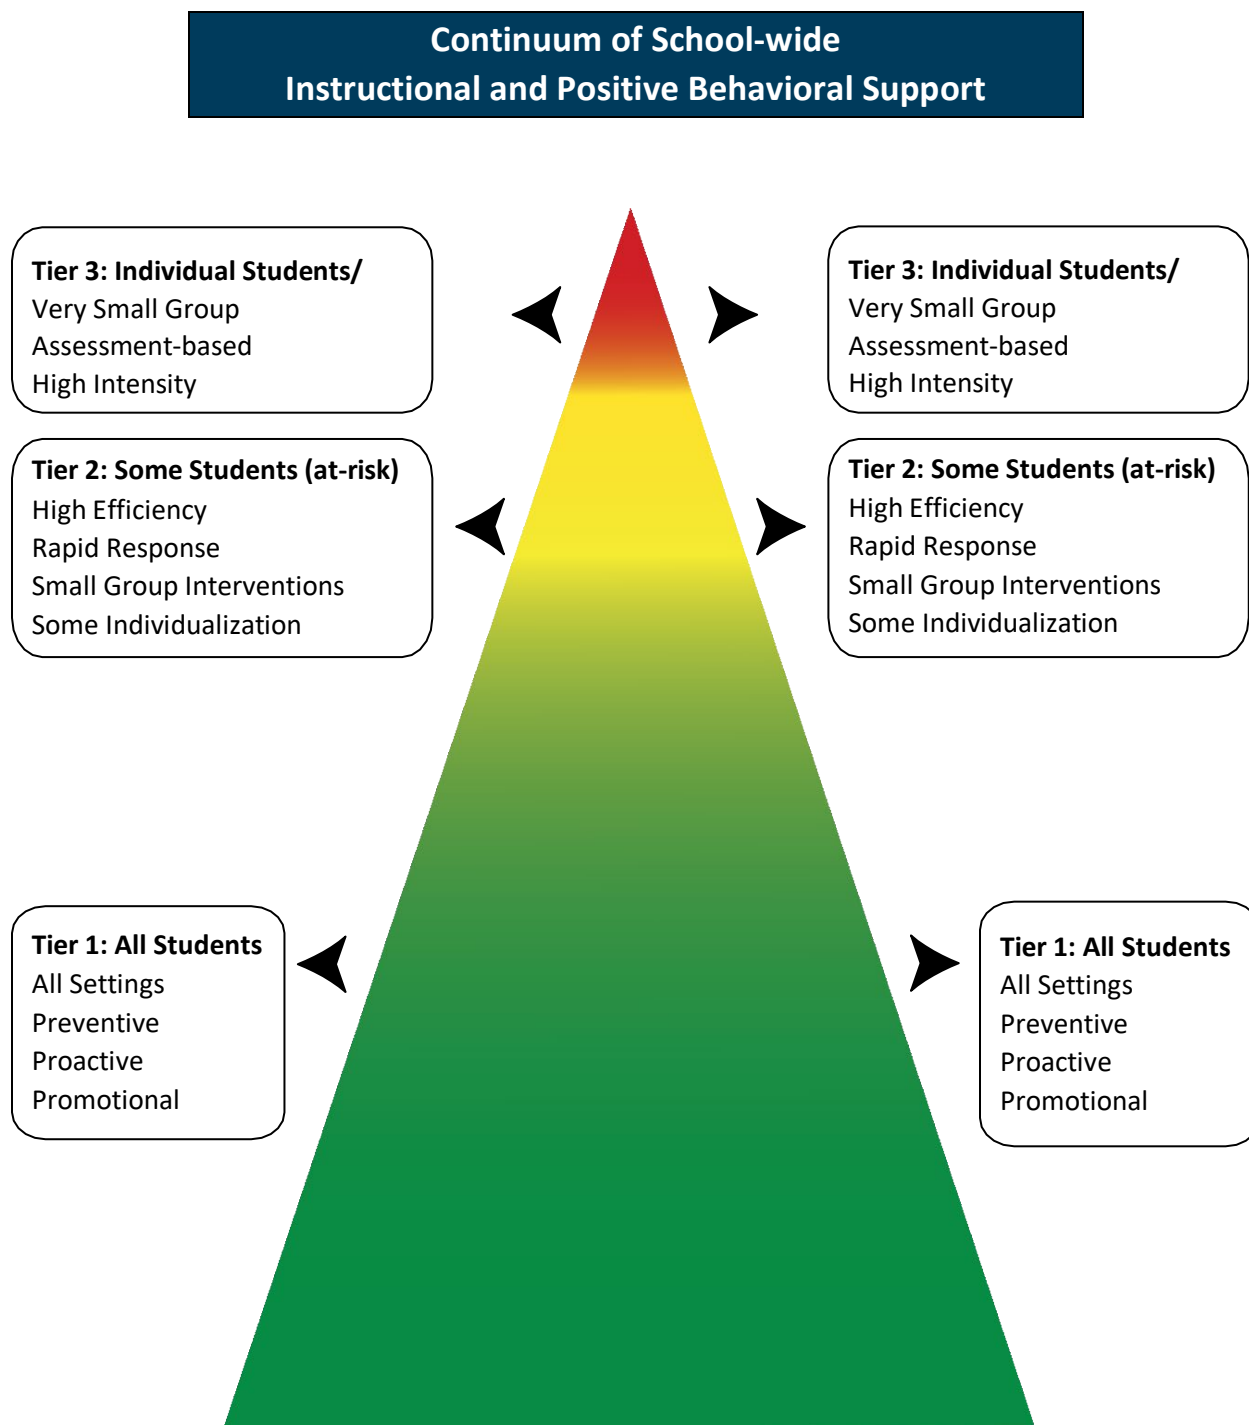 Continuum of School-wide
Instructional and Positive Behavioral Support
Tier 3: Individual Students/
Very Small Group
Assessment-based
High Intensity
Tier 3: Individual Students/
Very Small Group
Assessment-based
High Intensity
Tier 2: Some Students (at-risk)
High Efficiency
Rapid Response
Small Group Interventions
Some Individualization
Tier 2: Some Students (at-risk)
High Efficiency
Rapid Response
Small Group Interventions
Some Individualization
Tier 1: All Students
All Settings
Preventive
Proactive
Promotional
Tier 1: All Students
All Settings
Preventive
Proactive
Promotional